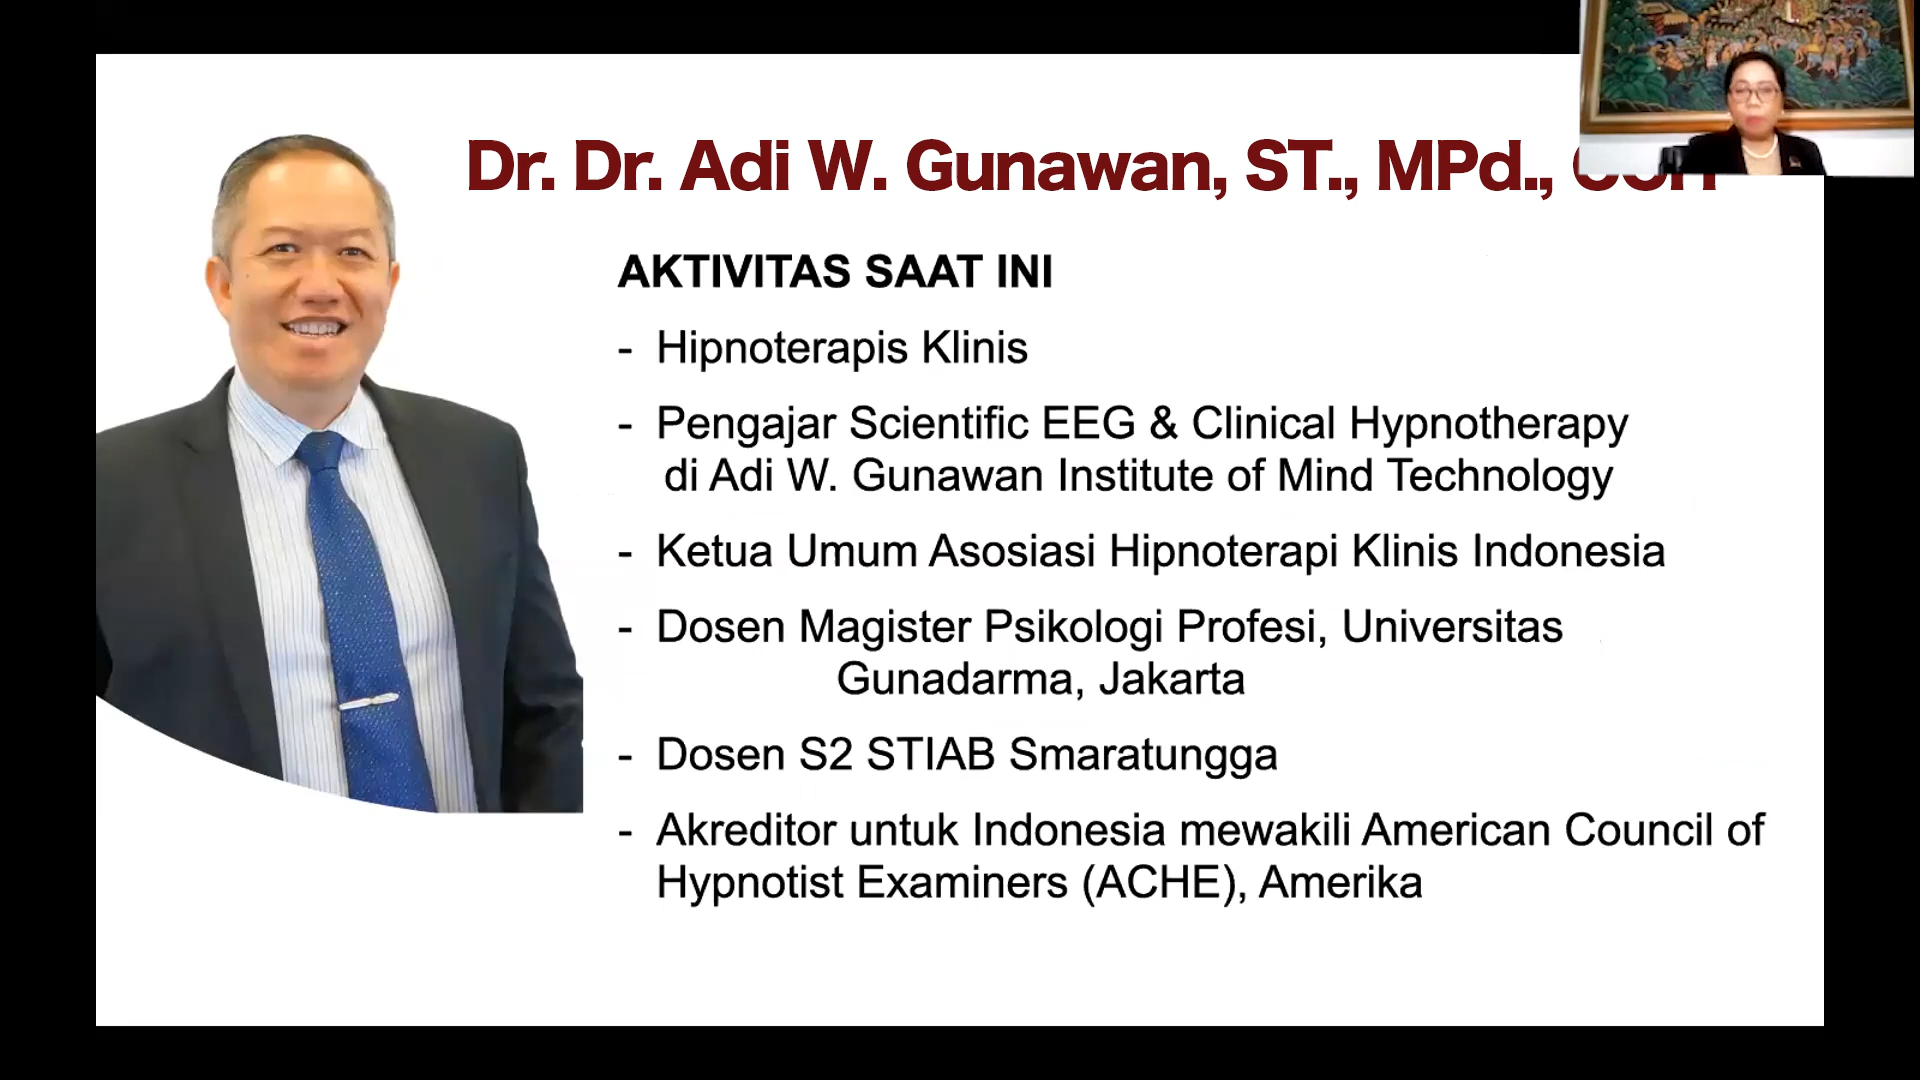 Dr. Dr. Adi W. Gunawan, ST., MPd.,
AKTIVITAS SAAT INI
- Hipnoterapis Klinis
- Pengajar Scientific EEG & Clinical Hypnotherapy
di Adi W. Gunawan Institute of Mind Technology
- Ketua Umum Asosiasi Hipnoterapi Klinis Indonesia
- Dosen Magister Psikologi Profesi, Universitas
Gunadarma, Jakarta
- Dosen S2 STIAB Smaratungga
- Akreditor untuk Indonesia mewakili American Council of
Hypnotist Examiners (ACHE), Amerika